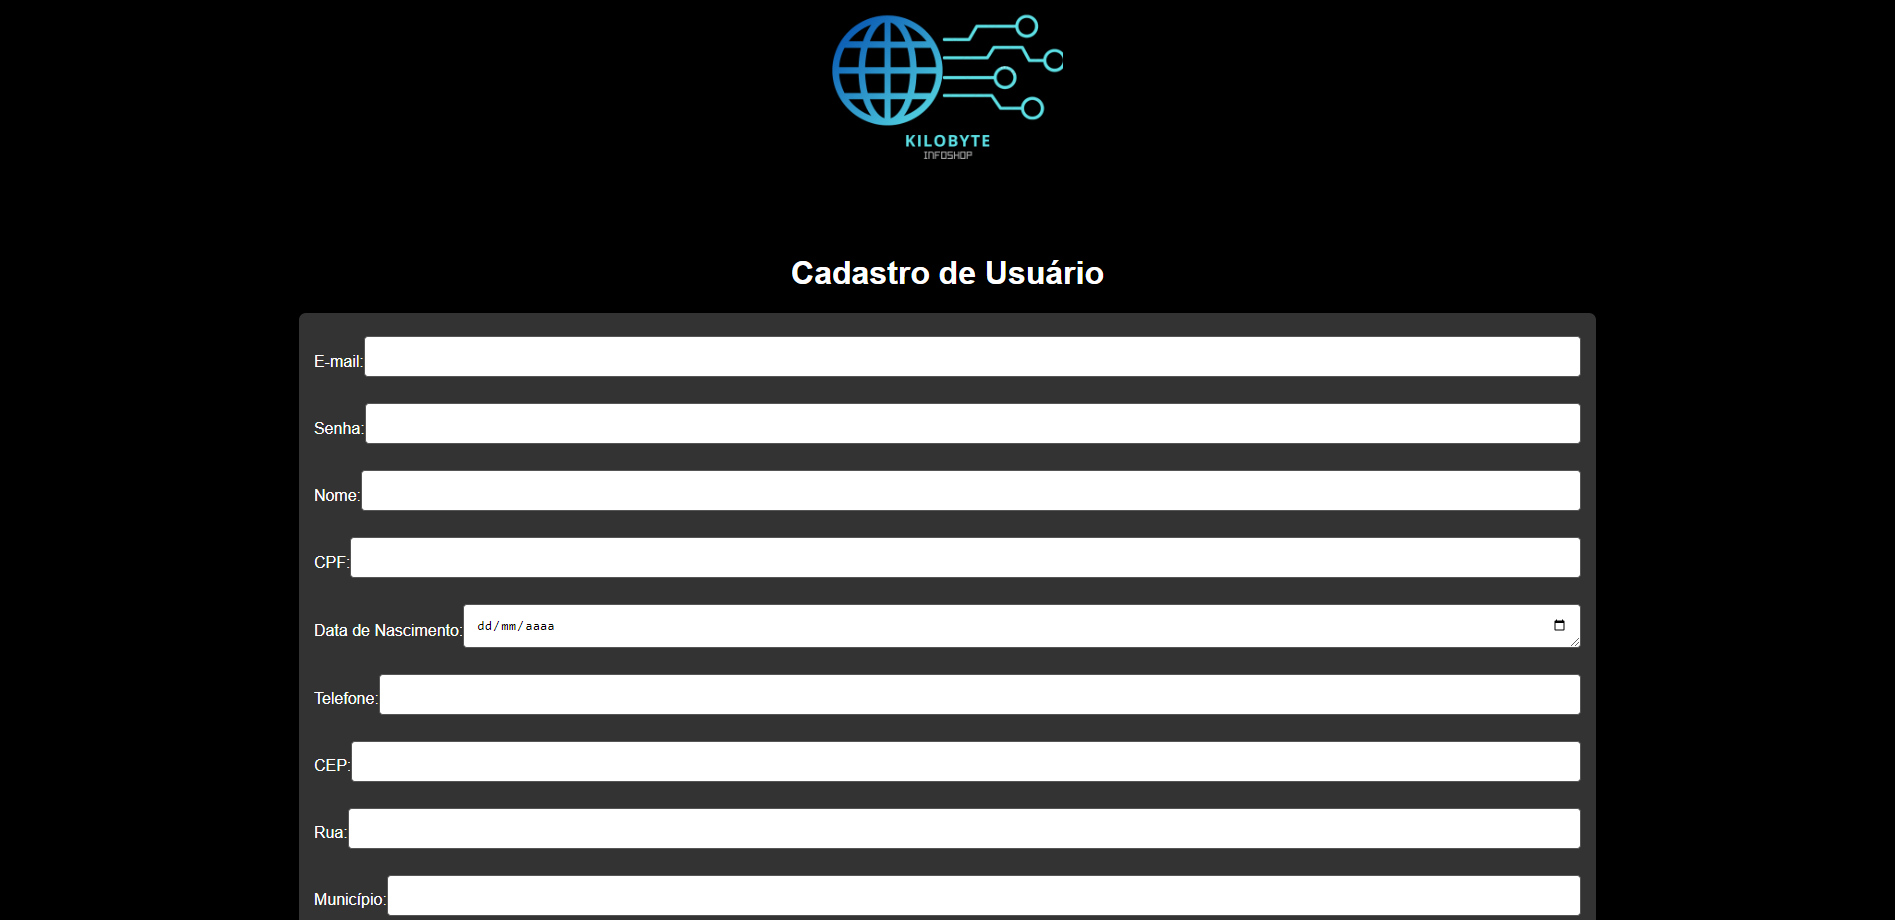 KILOBYTE
INFOSHOP
Cadastro de Usuário
E-mail:
Senha:
Nome:
CPF:
Data de Nascimento: dd/mm/aaaa
Telefone:
CEP:
Rua:
Município: